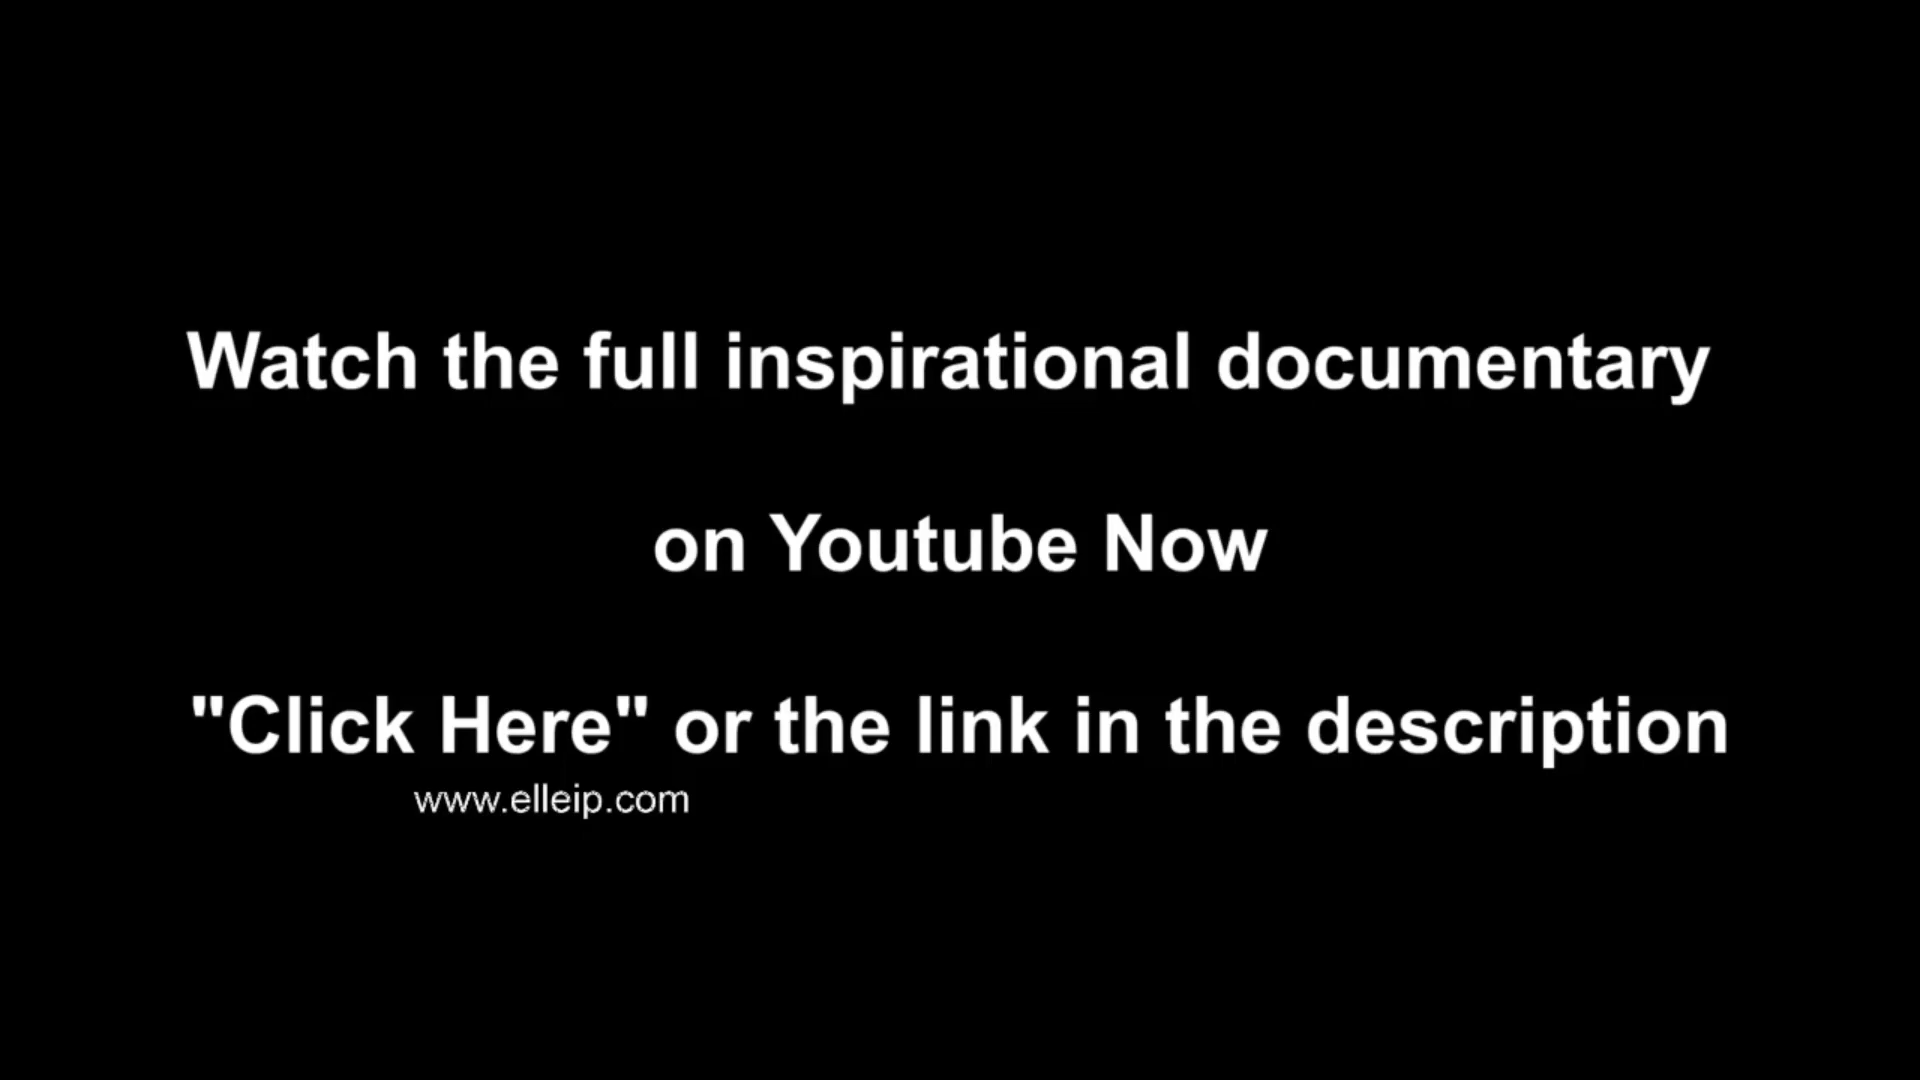 Watch the full inspirational documentary
on Youtube Now
"Click Here" or the link in the description
www.elleip.com